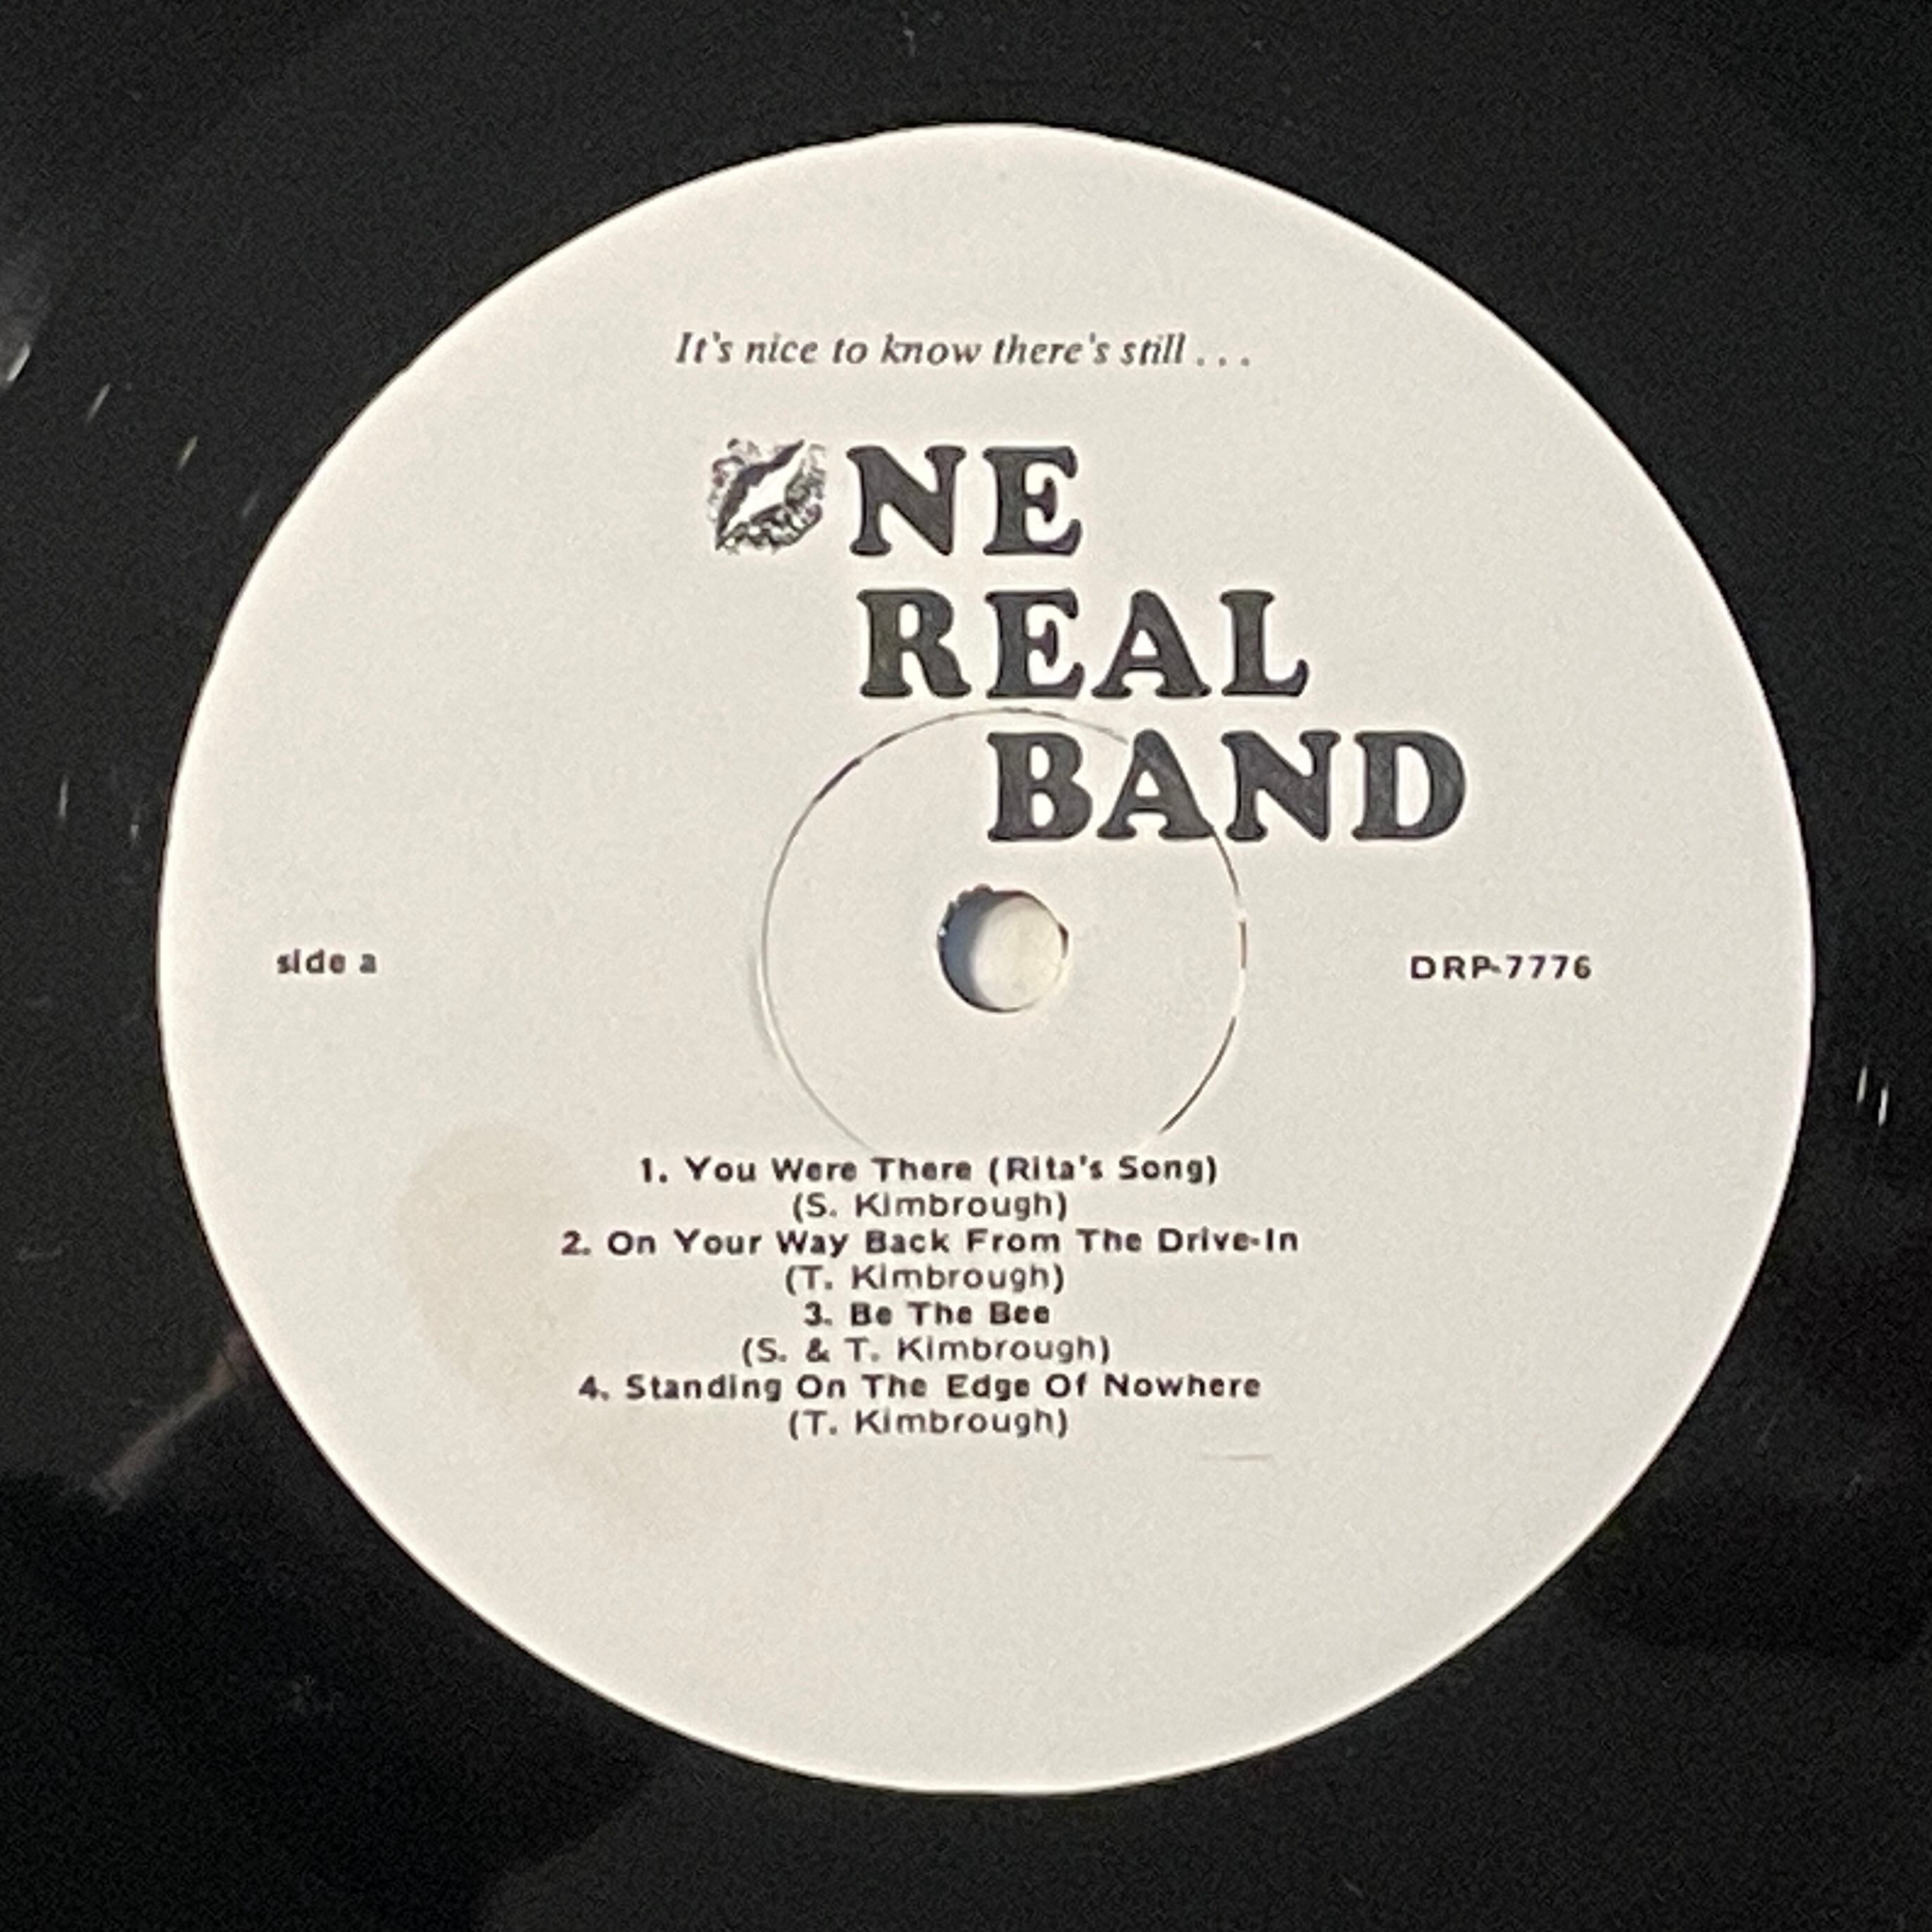 It's nice to know there's still . . .
NE
REAL
BAND
side a
DRP-7776
1. You Were There (Rita's Song)
(S. Kimbrough)
2. On Your Way Back From The Drive-In
(T. Kimbrough)
3. Be The Bee
(S. & T. Kimbrough)
4. Standing On The Edge Of Nowhere
(T. Kimbrough)